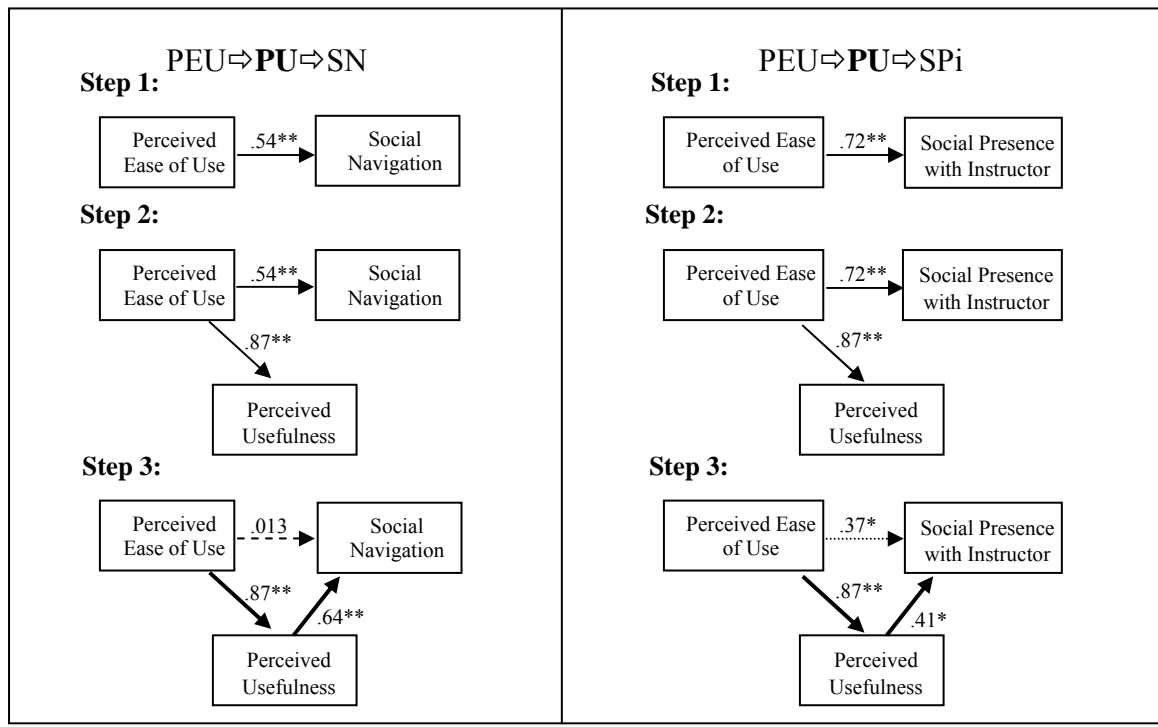 PEU⇨PU⇨SN
Step 1:
Perceived
Ease of Use
.54**
Social
Navigation
Step 2:
Perceived
Ease of Use
.54**
Social
Navigation
.87**
Perceived
Usefulness
Step 3:
Perceived
Ease of Use
.013
Social
Navigation
.87**
.64**
Perceived
Usefulness
PEU⇨PU⇨SPi
Step 1:
Perceived Ease
of Use
.72**
Social Presence
with Instructor
Step 2:
Perceived Ease
of Use
.72**
Social Presence
with Instructor
.87**
Perceived
Usefulness
Step 3:
Perceived Ease
of Use
.37*
Social Presence
with Instructor
.87**
.41*
Perceived
Usefulness